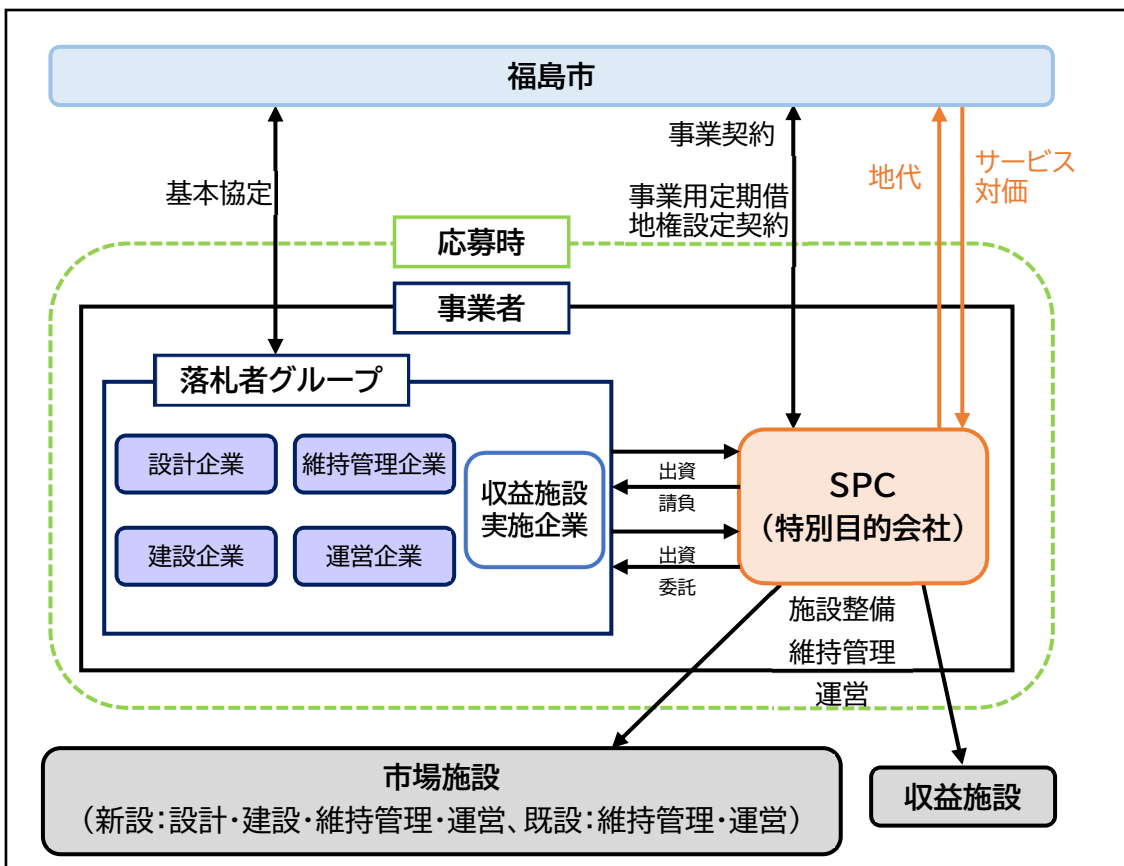 福島市
基本協定
事業契約
事業用定期借
地権設定契約
地代
サービス
対価
応募時
事業者
落札者グループ
設計企業
維持管理企業
建設企業
運営企業
収益施設
実施企業
出資
請負
出資
委託
SPC
（特別目的会社）
施設整備
維持管理
運営
市場施設
（新設：設計・建設・維持管理・運営、既設：維持管理・運営）
収益施設